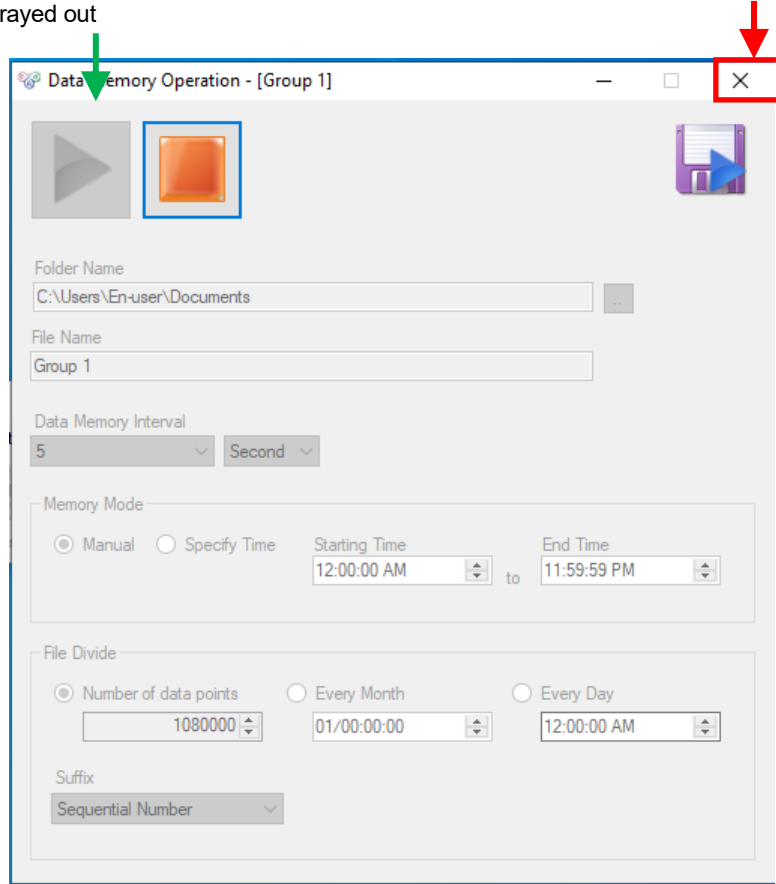 rayed out
Data Memory Operation - [Group 1]
Folder Name
C:\Users\En-user\Documents
..
File Name
Group 1
Data Memory Interval
5 Second
Memory Mode
Manual Specify Time Starting Time End Time
12:00:00 AM to 11:59:59 PM
File Divide
Number of data points Every Month Every Day
1080000 01/00:00:00 12:00:00 AM
Suffix
Sequential Number